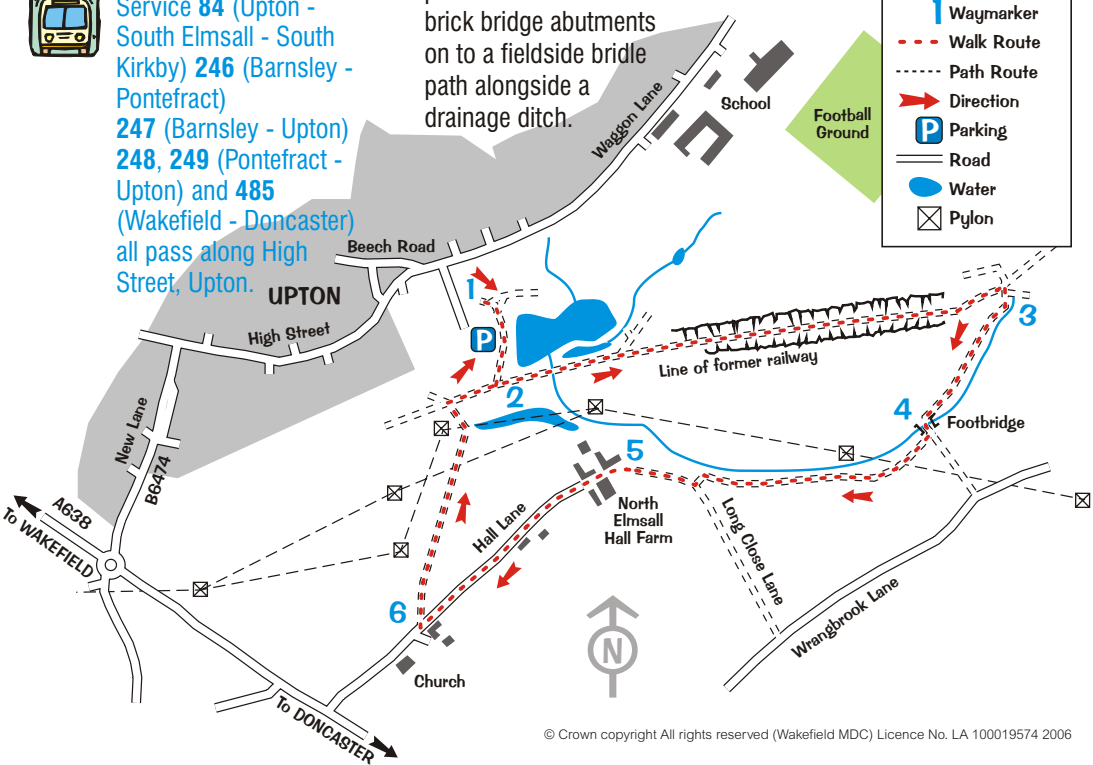 Service 84 (Upton -
South Elmsall - South
Kirkby) 246 (Barnsley -
Pontefract)
247 (Barnsley - Upton)
248, 249 (Pontefract -
Upton) and 485
(Wakefield - Doncaster)
all pass along High
Street, Upton.
brick bridge abutments
on to a fieldside bridle
path alongside a
drainage ditch.
1 Waymarker
Walk Route
Path Route
Direction
P Parking
Road
Water
Pylon
School
Football
Ground
Waggon Lane
Beech Road
UPTON
High Street
1
P
2
3
Line of former railway
4
Footbridge
New Lane
B6474
5
North
Elmsall
Hall Farm
Hall Lane
Long Close Lane
A638
To WAKEFIELD
6
Church
N
Wrangbrook Lane
To DONCASTER
© Crown copyright All rights reserved (Wakefield MDC) Licence No. LA 100019574 2006